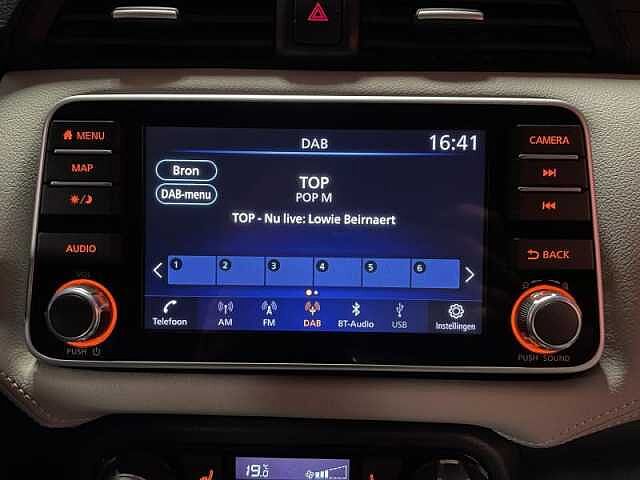 MENU
MAP
AUDIO
VOL
PUSH
DAB
16:41
Bron
DAB-menu
TOP
POP M
TOP - Nu live: Lowie Beirnaert
1 2 3 4 5 6
Telefoon AM FM DAB BT-Audio USB Instellingen
CAMERA
BACK
PUSH SOUND
19.0